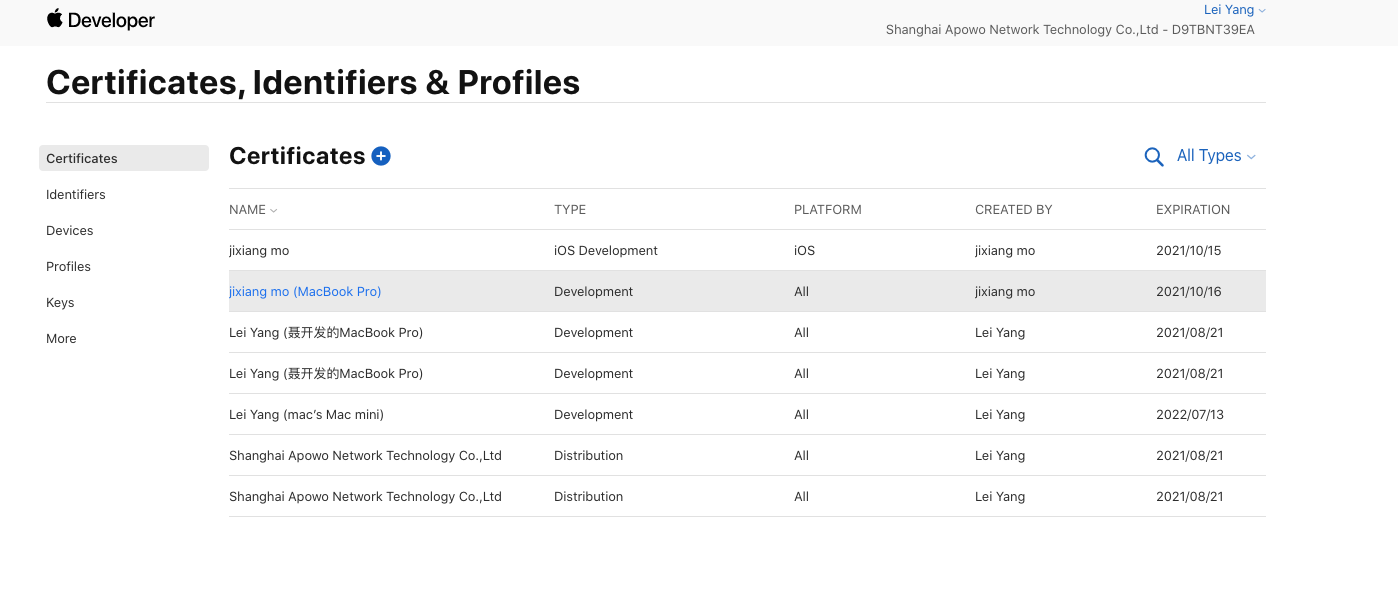 Developer
Lei Yang
Shanghai Apowo Network Technology Co.,Ltd - D9TBNT39EA
Certificates, Identifiers & Profiles
Certificates
Identifiers
Devices
Profiles
Keys
More
Certificates
All Types
NAME TYPE PLATFORM CREATED BY EXPIRATION
jixiang mo iOS Development iOS jixiang mo 2021/10/15
jixiang mo (MacBook Pro) Development All jixiang mo 2021/10/16
Lei Yang (聂开发的MacBook Pro) Development All Lei Yang 2021/08/21
Lei Yang (聂开发的MacBook Pro) Development All Lei Yang 2021/08/21
Lei Yang (mac’s Mac mini) Development All Lei Yang 2022/07/13
Shanghai Apowo Network Technology Co.,Ltd Distribution All Lei Yang 2021/08/21
Shanghai Apowo Network Technology Co.,Ltd Distribution All Lei Yang 2021/08/21